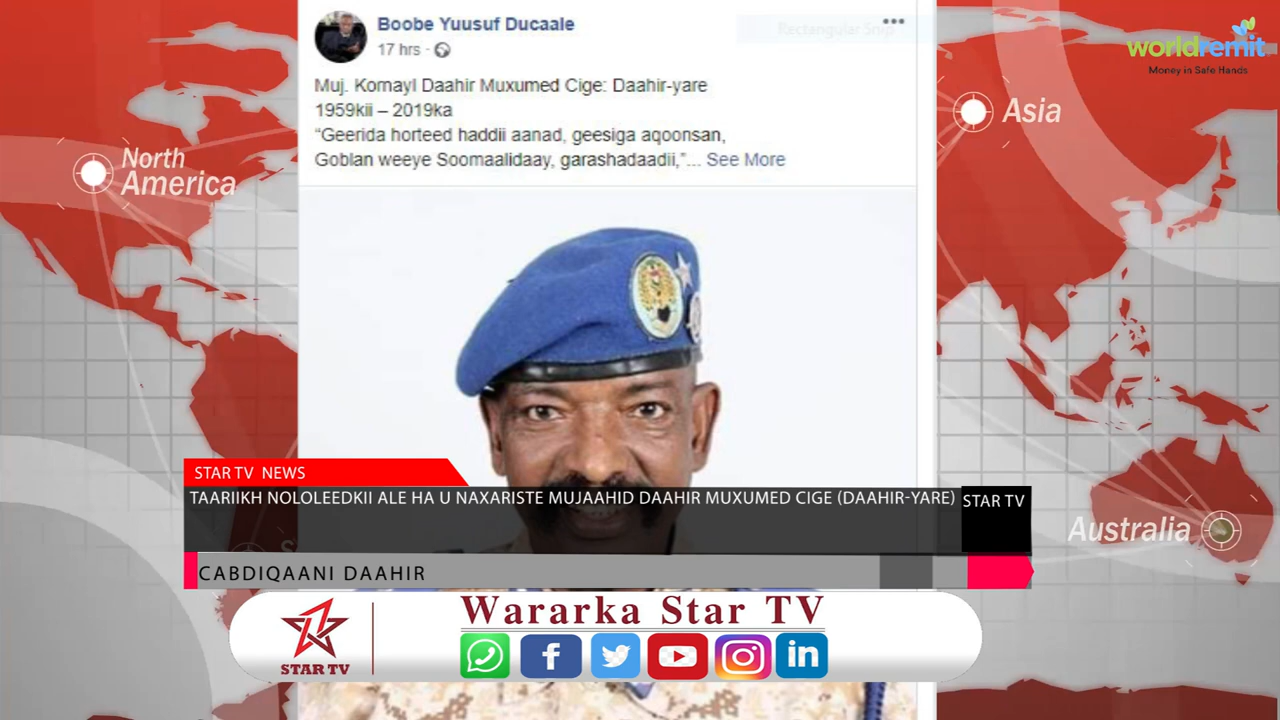 Boobe Yuusuf Ducaale
17 hrs ·
Rectangular Snip
Muj. Kornayl Daahir Muxumed Cige: Daahir-yare
1959kii – 2019ka
“Geerida horteed haddii aanad, geesiga aqoonsan,
Goblan weeye Soomaalidaay, garashadaadii,”... See More
worldremit
Money in Safe Hands
North
America
Asia
Australia
STAR TV NEWS
TAARIIKH NOLOLEEDKII ALE HA U NAXARISTE MUJAAHID DAAHIR MUXUMED CIGE (DAAHIR-YARE)
STAR TV
CABDIQAANI DAAHIR
Wararka Star TV
STAR TV